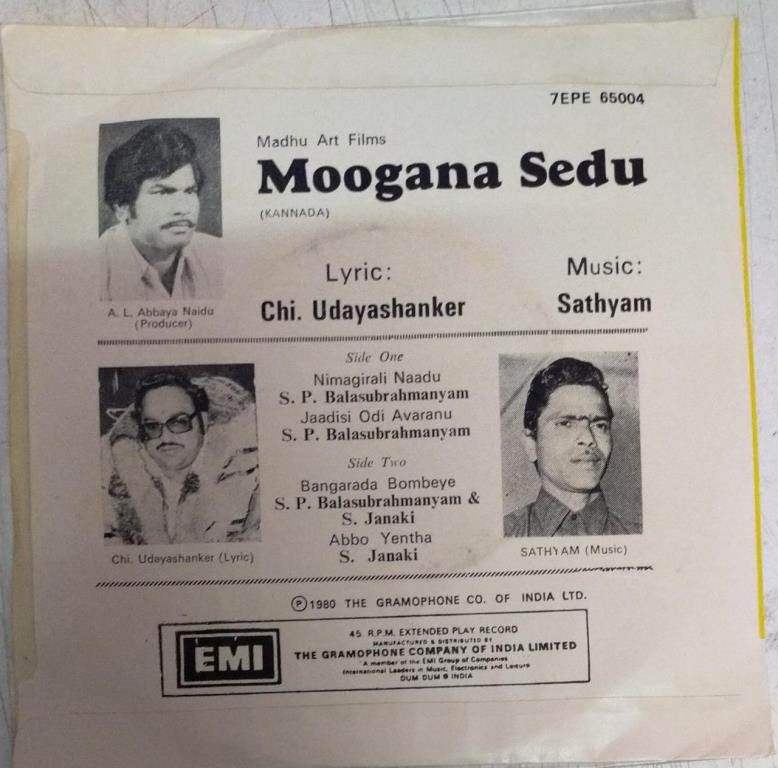 7EPE 65004
Madhu Art Films
Moogana Sedu
(KANNADA)
A. L. Abbaya Naidu
(Producer)
Lyric:
Chi. Udayashanker
Music:
Sathyam
Side One
Nimagirali Naadu
S. P. Balasubrahmanyam
Jaadisi Odi Avaranu
S. P. Balasubrahmanyam
Side Two
Bangarada Bombeye
S. P. Balasubrahmanyam &
S. Janaki
Abbo Yentha
S. Janaki
Chi. Udayashanker (Lyric)
SATHYAM (Music)
Ⓟ1980 THE GRAMOPHONE CO. OF INDIA LTD.
EMI
45 R.P.M. EXTENDED PLAY RECORD
MANUFACTURED & DISTRIBUTED BY
THE GRAMOPHONE COMPANY OF INDIA LIMITED
A member of the EMI Group of Companies
International Leaders in Music, Electronics and Leisure
DUM DUM ● INDIA